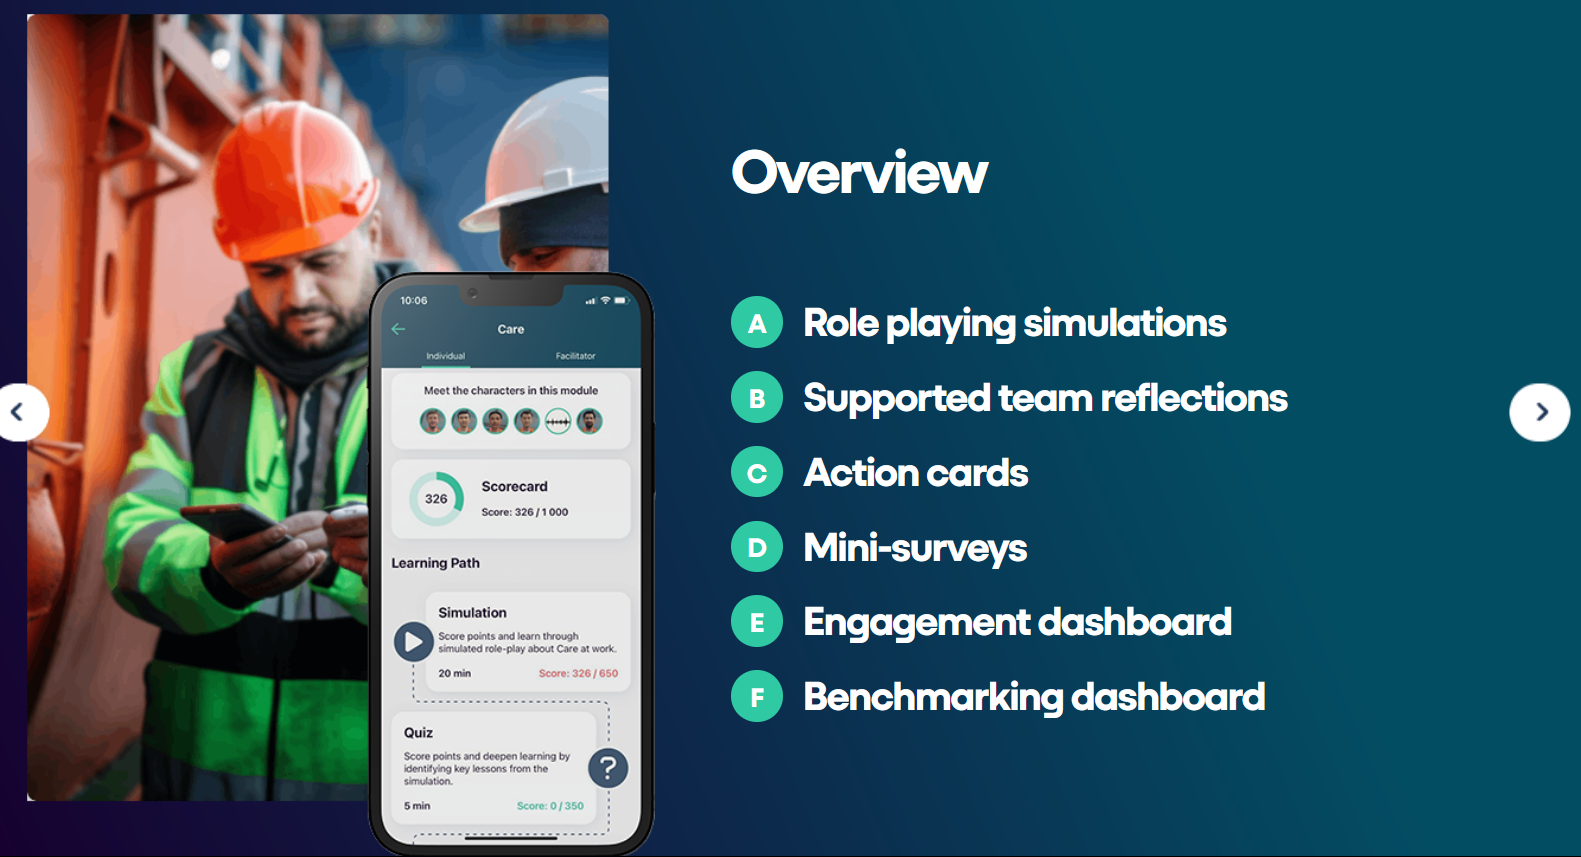 Overview
A Role playing simulations
B Supported team reflections
C Action cards
D Mini-surveys
E Engagement dashboard
F Benchmarking dashboard
10:06
Care
Individual Facilitator
Meet the characters in this module
326
Scorecard
Score: 326 / 1 000
Learning Path
Simulation
Score points and learn through
simulated role-play about Care at work.
20 min Score: 326 / 650
Quiz
Score points and deepen learning by
identifying key lessons from the
simulation.
?
5 min Score: 0 / 350